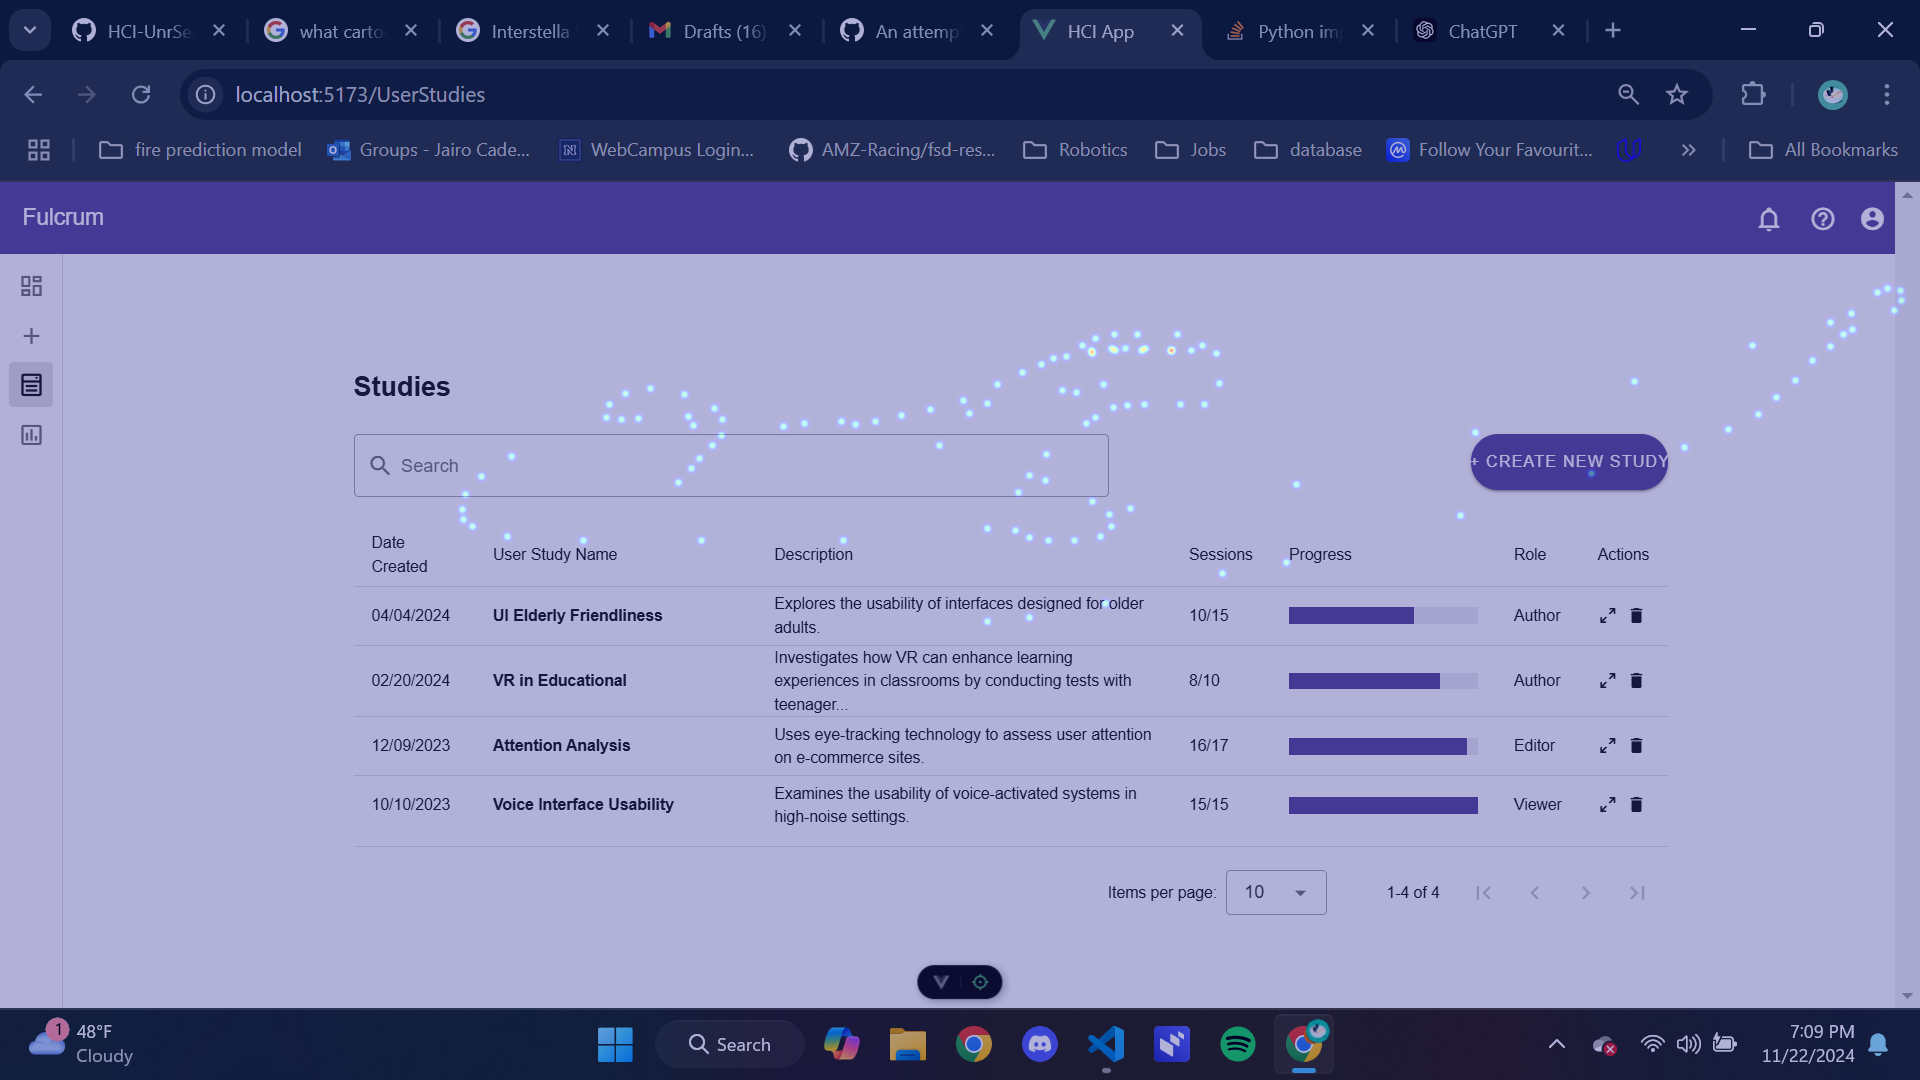 HCI-UnrSe
what carto
Interstella
Drafts (16)
An attemp
HCI App
Python im
ChatGPT
localhost:5173/UserStudies
fire prediction model
Groups - Jairo Cade...
WebCampus Login...
AMZ-Racing/fsd-res...
Robotics
Jobs
database
Follow Your Favourit...
All Bookmarks
Fulcrum
Studies
Search
+ CREATE NEW STUDY
Date Created User Study Name Description Sessions Progress Role Actions
04/04/2024 UI Elderly Friendliness Explores the usability of interfaces designed for older
adults. 10/15 Author
02/20/2024 VR in Educational Investigates how VR can enhance learning
experiences in classrooms by conducting tests with
teenager... 8/10 Author
12/09/2023 Attention Analysis Uses eye-tracking technology to assess user attention
on e-commerce sites. 16/17 Editor
10/10/2023 Voice Interface Usability Examines the usability of voice-activated systems in
high-noise settings. 15/15 Viewer
Items per page: 10 1-4 of 4
1
48°F
Cloudy
Search
7:09 PM
11/22/2024